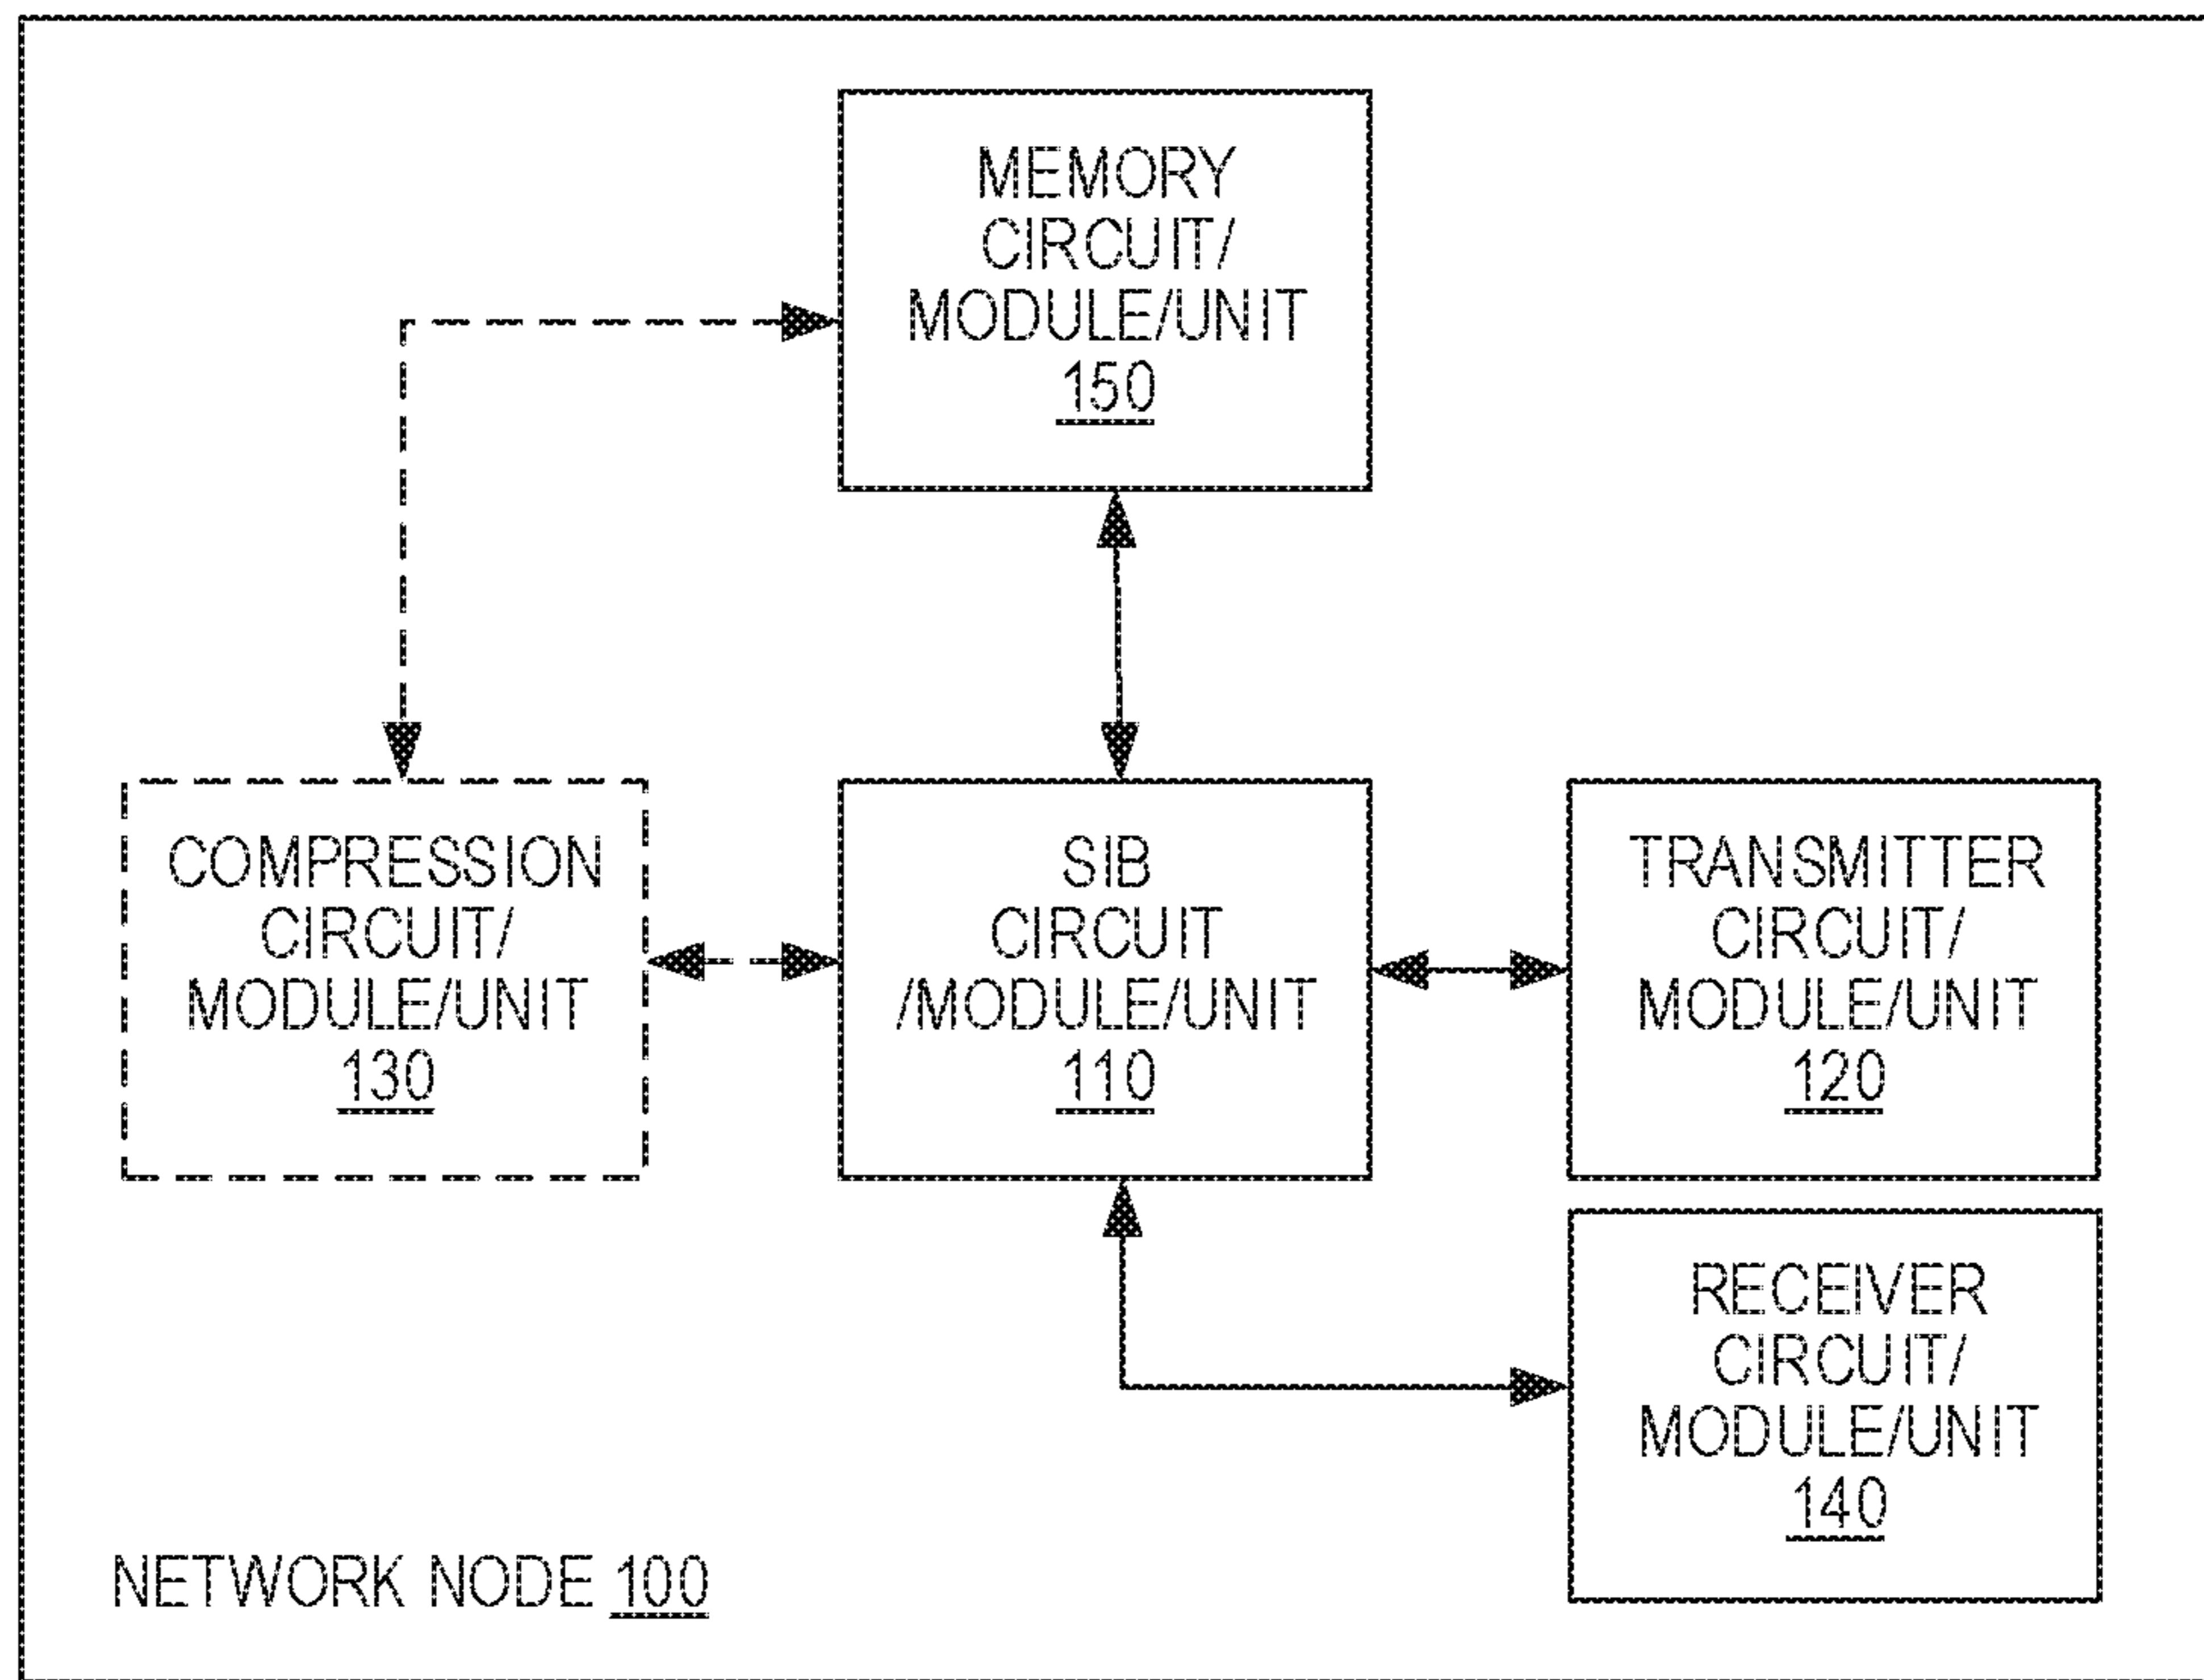 MEMORY
CIRCUIT/
MODULE/UNIT
150
COMPRESSION
CIRCUIT/
MODULE/UNIT
130
SIB
CIRCUIT
/MODULE/UNIT
110
TRANSMITTER
CIRCUIT/
MODULE/UNIT
120
RECEIVER
CIRCUIT/
MODULE/UNIT
140
NETWORK NODE 100